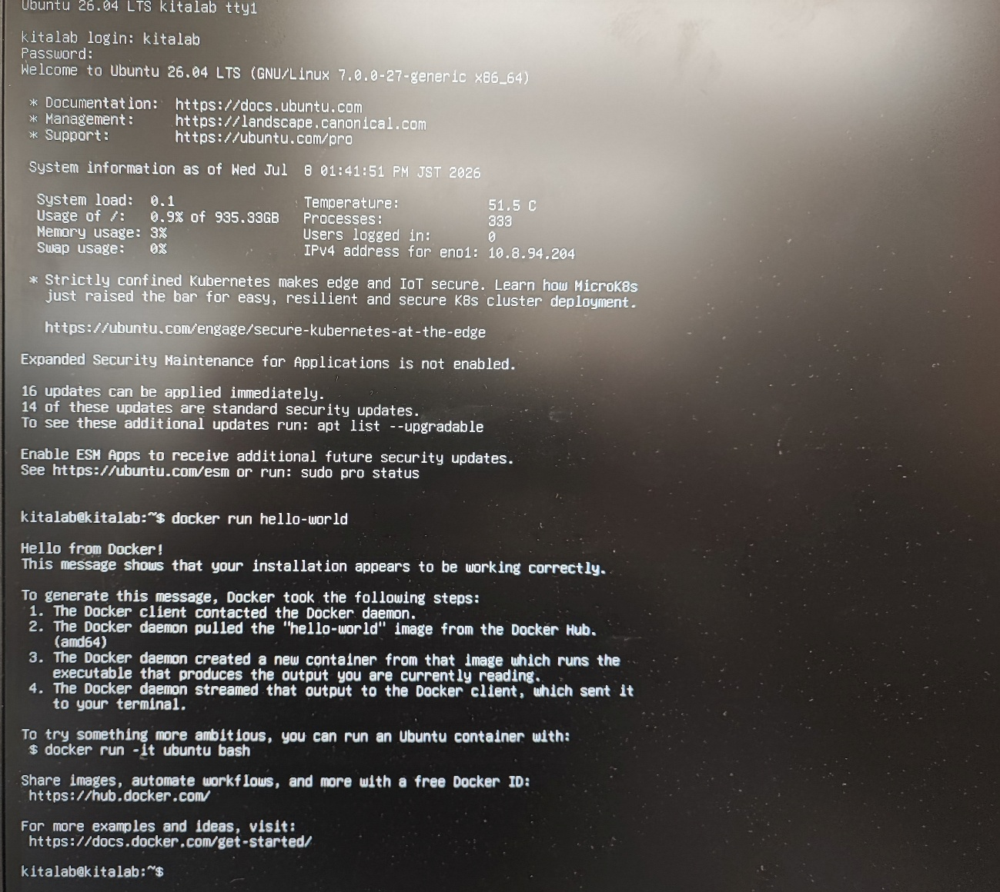 Ubuntu 26.04 LTS kitalab tty1
kitalab login: kitalab
Password:
Welcome to Ubuntu 26.04 LTS (GNU/Linux 7.0.0-27-generic x86_64)
* Documentation: https://docs.ubuntu.com
* Management: https://landscape.canonical.com
* Support: https://ubuntu.com/pro
System information as of Wed Jul 8 01:41:51 PM JST 2026
System load: 0.1 Temperature: 51.5 C
Usage of /: 0.9% of 935.33GB Processes: 333
Memory usage: 3% Users logged in: 0
Swap usage: 0% IPv4 address for eno1: 10.8.94.204
* Strictly confined Kubernetes makes edge and IoT secure. Learn how MicroK8s
just raised the bar for easy, resilient and secure K8s cluster deployment.
https://ubuntu.com/engage/secure-kubernetes-at-the-edge
Expanded Security Maintenance for Applications is not enabled.
16 updates can be applied immediately.
14 of these updates are standard security updates.
To see these additional updates run: apt list --upgradable
Enable ESM Apps to receive additional future security updates.
See https://ubuntu.com/esm or run: sudo pro status
kitalab@kitalab:~$ docker run hello-world
Hello from Docker!
This message shows that your installation appears to be working correctly.
To generate this message, Docker took the following steps:
1. The Docker client contacted the Docker daemon.
2. The Docker daemon pulled the "hello-world" image from the Docker Hub.
(amd64)
3. The Docker daemon created a new container from that image which runs the
executable that produces the output you are currently reading.
4. The Docker daemon streamed that output to the Docker client, which sent it
to your terminal.
To try something more ambitious, you can run an Ubuntu container with:
$ docker run -it ubuntu bash
Share images, automate workflows, and more with a free Docker ID:
https://hub.docker.com/
For more examples and ideas, visit:
https://docs.docker.com/get-started/
kitalab@kitalab:~$